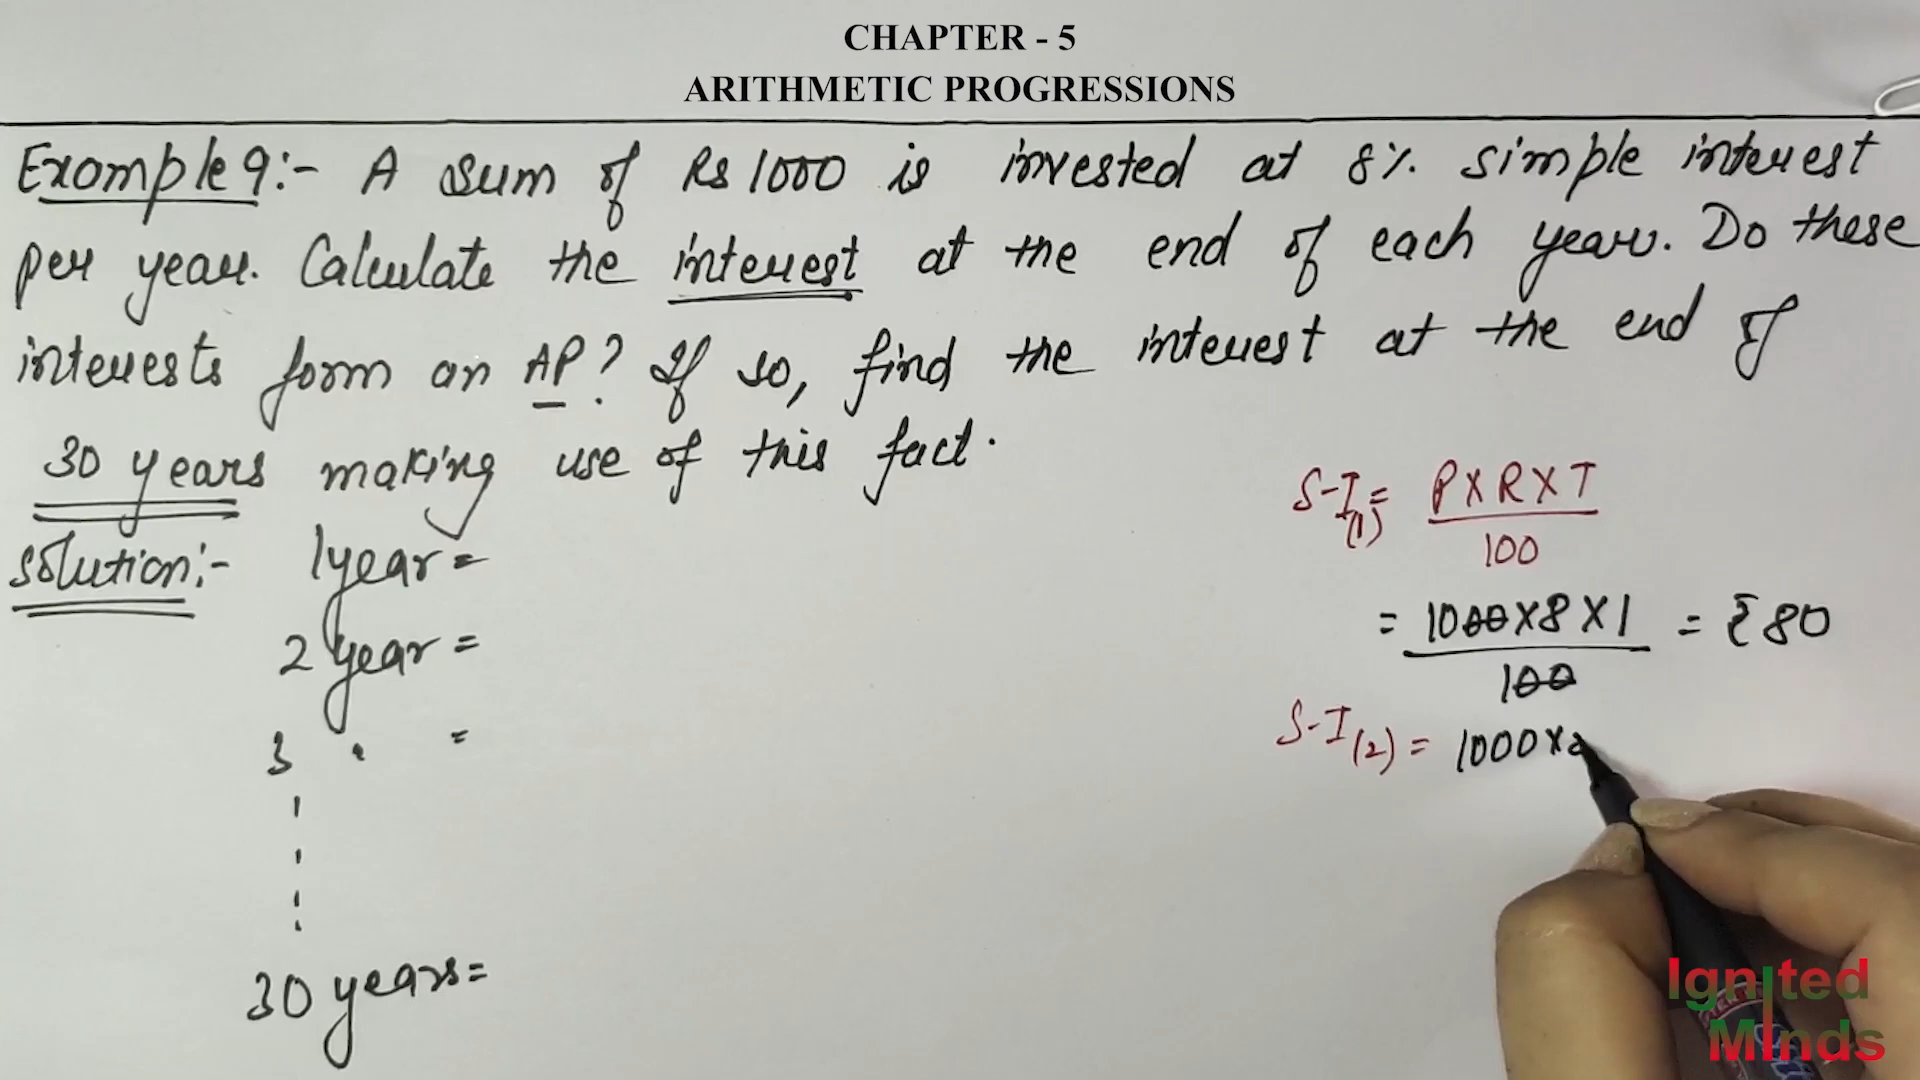 CHAPTER - 5
ARITHMETIC PROGRESSIONS
Example 9:- A sum of Rs 1000 is invested at 8% simple interest
per year. Calculate the interest at the end of each year. Do these
interests form an AP? If so, find the interest at the end of
30 years making use of this fact.
Solution:- 1 year =
2 year =
3 " =
30 years =
S-I(1) = P X R X T
100
= 1000 X 8 X 1 = ₹ 80
100
S-I(2) = 1000 X
Ignited
Minds